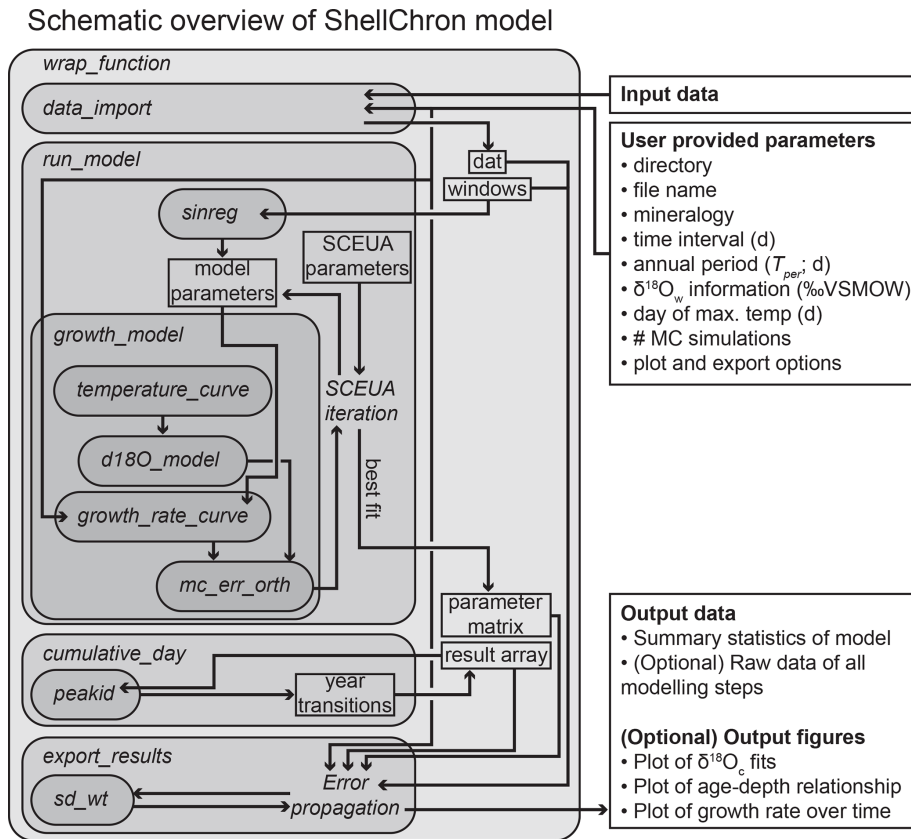 Schematic overview of ShellChron model
wrap_function
data_import
Input data
User provided parameters
• directory
• file name
• mineralogy
• time interval (d)
• annual period (Tper; d)
• δ¹⁸Ow information (‰VSMOW)
• day of max. temp (d)
• # MC simulations
• plot and export options
run_model
dat
windows
sinreg
SCEUA
parameters
model
parameters
growth_model
temperature_curve
SCEUA
iteration
d18O_model
best fit
growth_rate_curve
mc_err_orth
parameter
matrix
result array
cumulative_day
peakid
year
transitions
export_results
sd_wt
Error
propagation
Output data
• Summary statistics of model
• (Optional) Raw data of all
modelling steps
(Optional) Output figures
• Plot of δ¹⁸Oc fits
• Plot of age-depth relationship
• Plot of growth rate over time